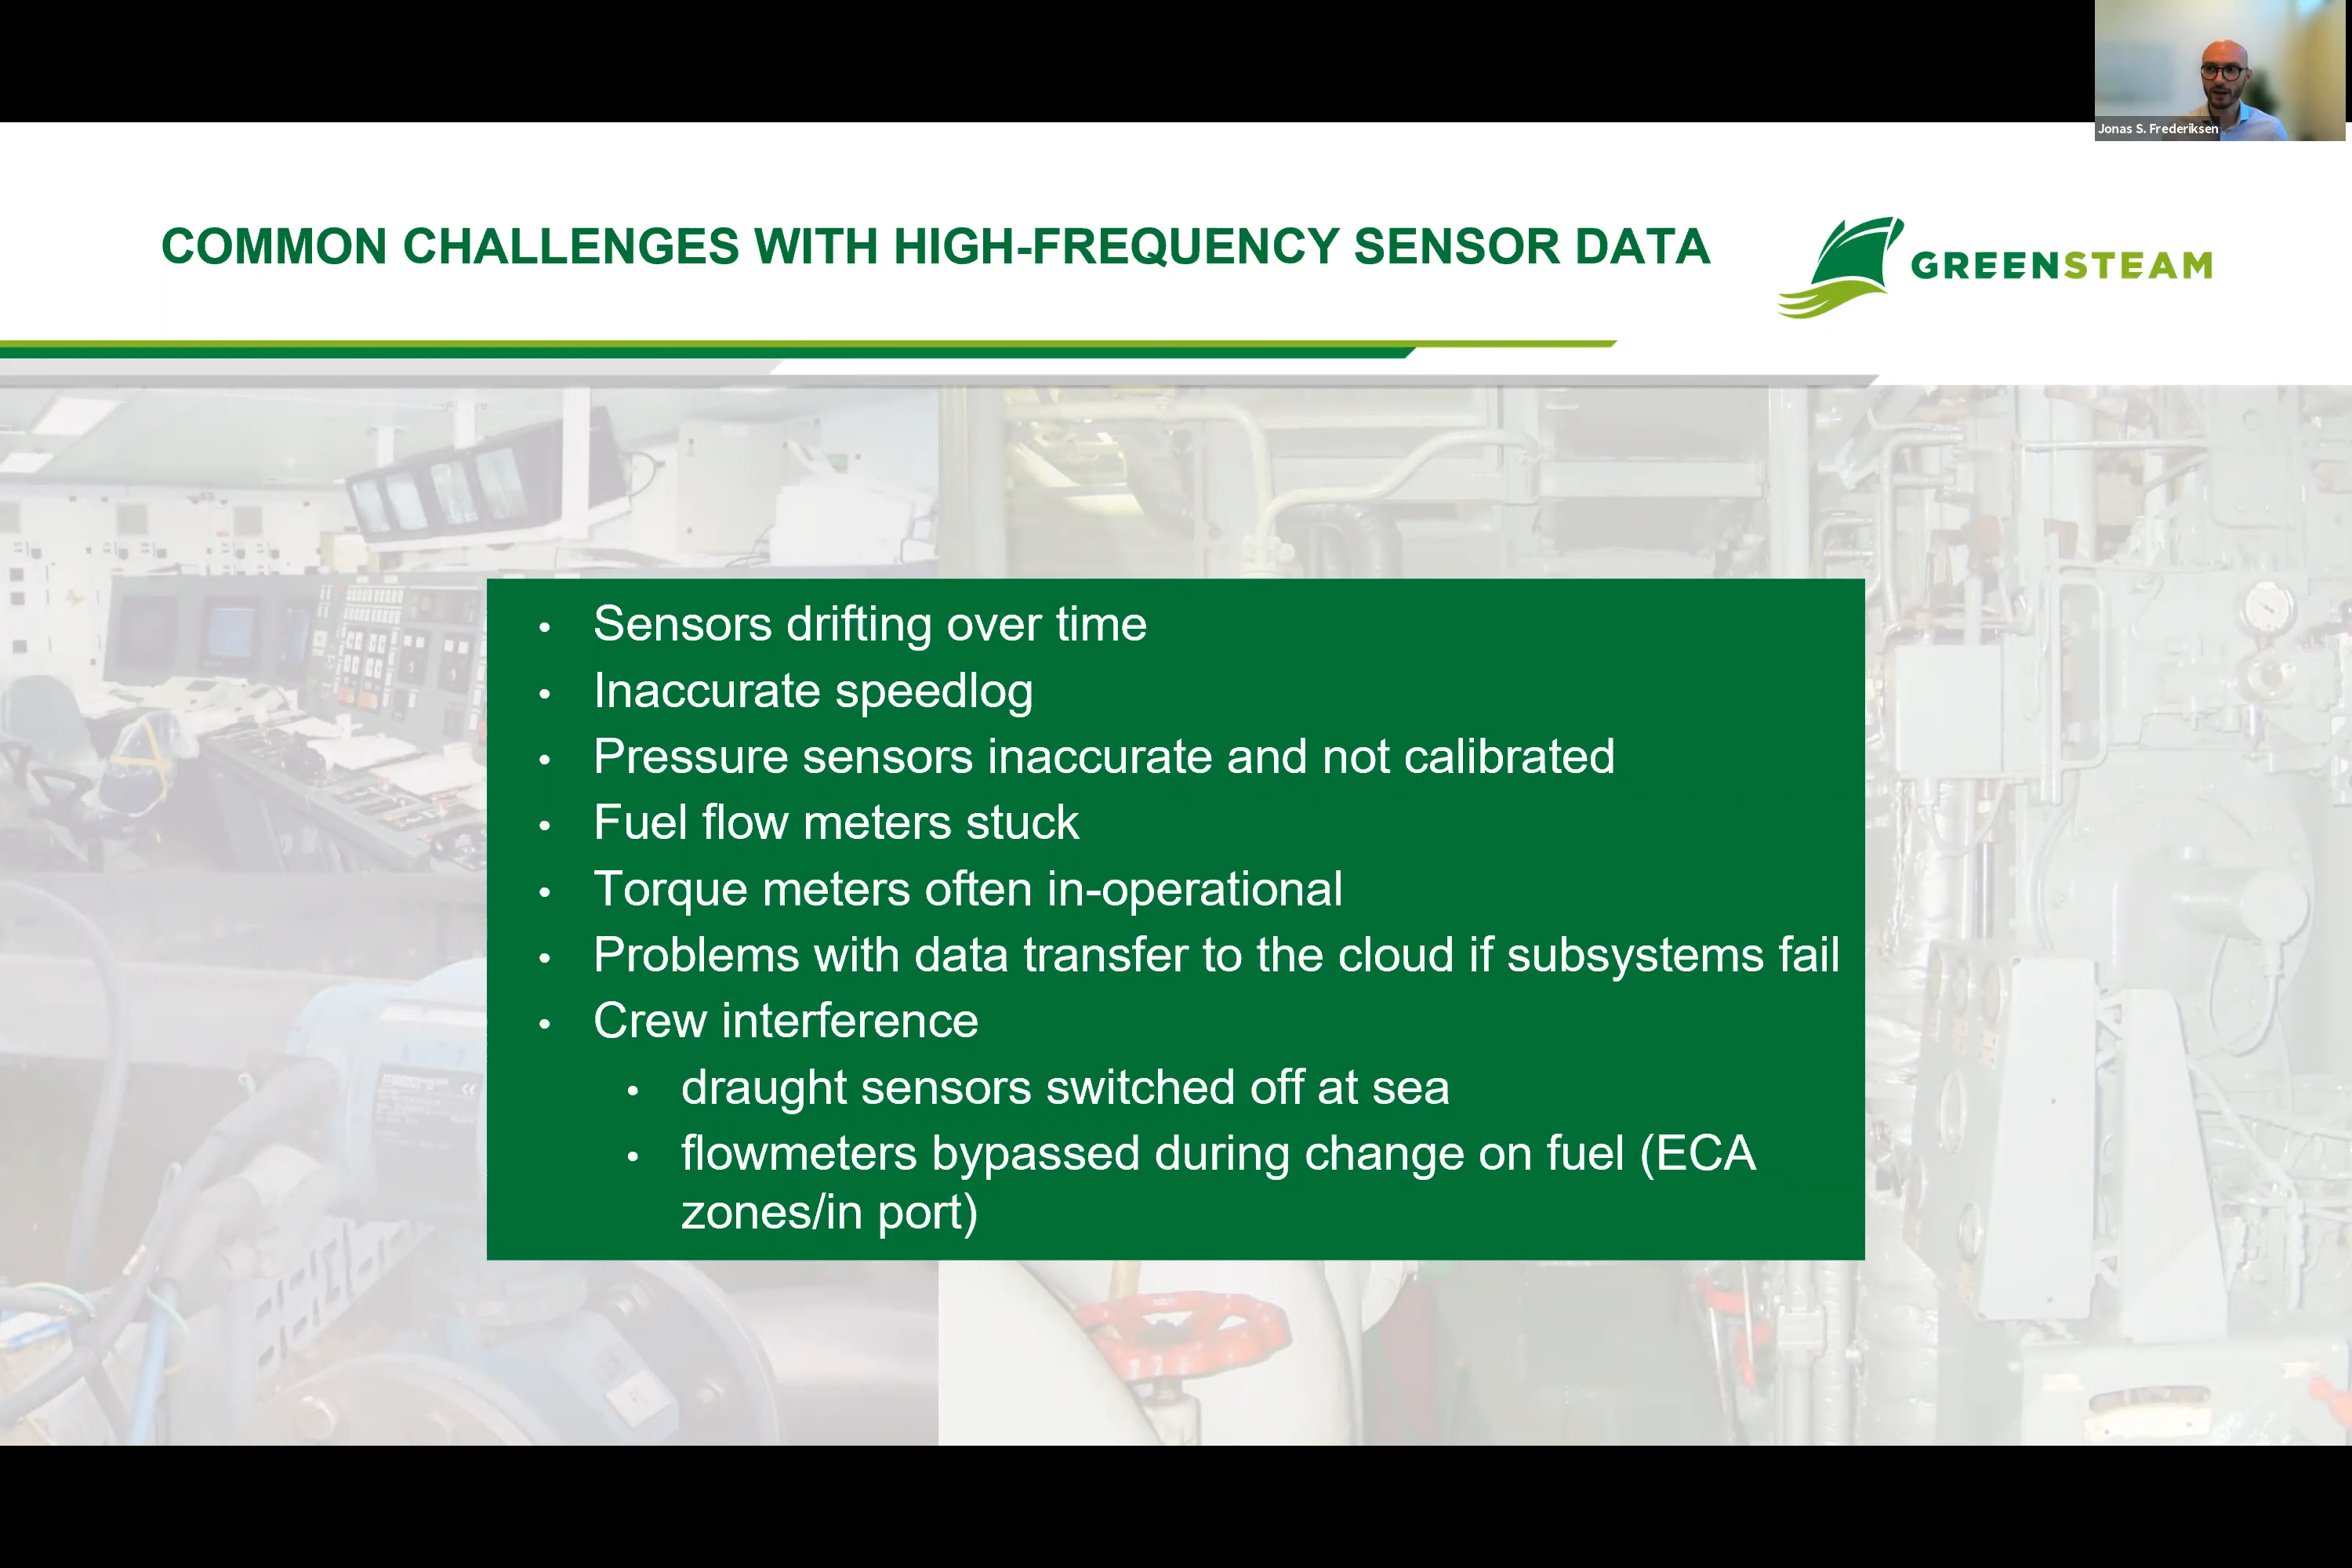 Jonas S. Frederiksen
COMMON CHALLENGES WITH HIGH-FREQUENCY SENSOR DATA
GREENSTEAM
• Sensors drifting over time
• Inaccurate speedlog
• Pressure sensors inaccurate and not calibrated
• Fuel flow meters stuck
• Torque meters often in-operational
• Problems with data transfer to the cloud if subsystems fail
• Crew interference
• draught sensors switched off at sea
• flowmeters bypassed during change on fuel (ECA
zones/in port)